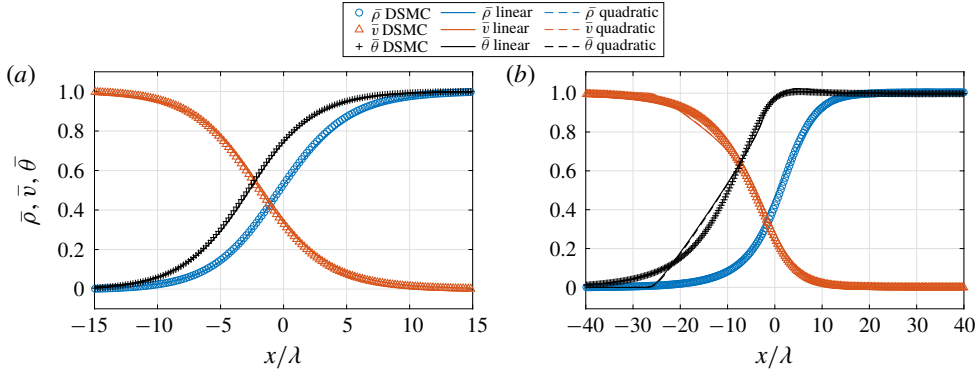 ρ̄ DSMC ρ̄ linear ρ̄ quadratic
v̄ DSMC v̄ linear v̄ quadratic
θ̄ DSMC θ̄ linear θ̄ quadratic
(a)
1.0
0.8
0.6
0.4
0.2
0
ρ̄, v̄, θ̄
−15 −10 −5 0 5 10 15
x/λ
(b)
1.0
0.8
0.6
0.4
0.2
0
−40 −30 −20 −10 0 10 20 30 40
x/λ